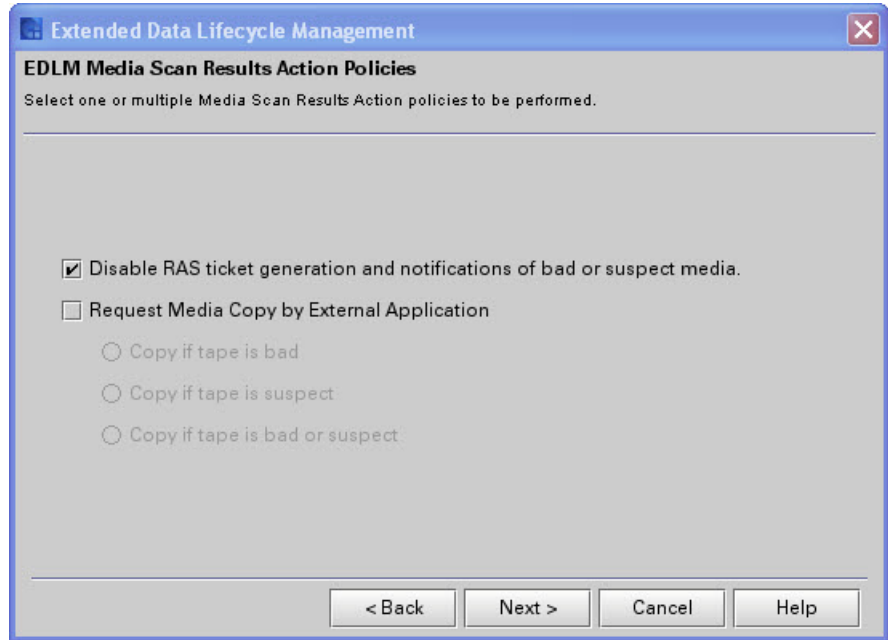 Extended Data Lifecycle Management
EDLM Media Scan Results Action Policies
Select one or multiple Media Scan Results Action policies to be performed.
Disable RAS ticket generation and notifications of bad or suspect media.
Request Media Copy by External Application
Copy if tape is bad
Copy if tape is suspect
Copy if tape is bad or suspect
< Back
Next >
Cancel
Help